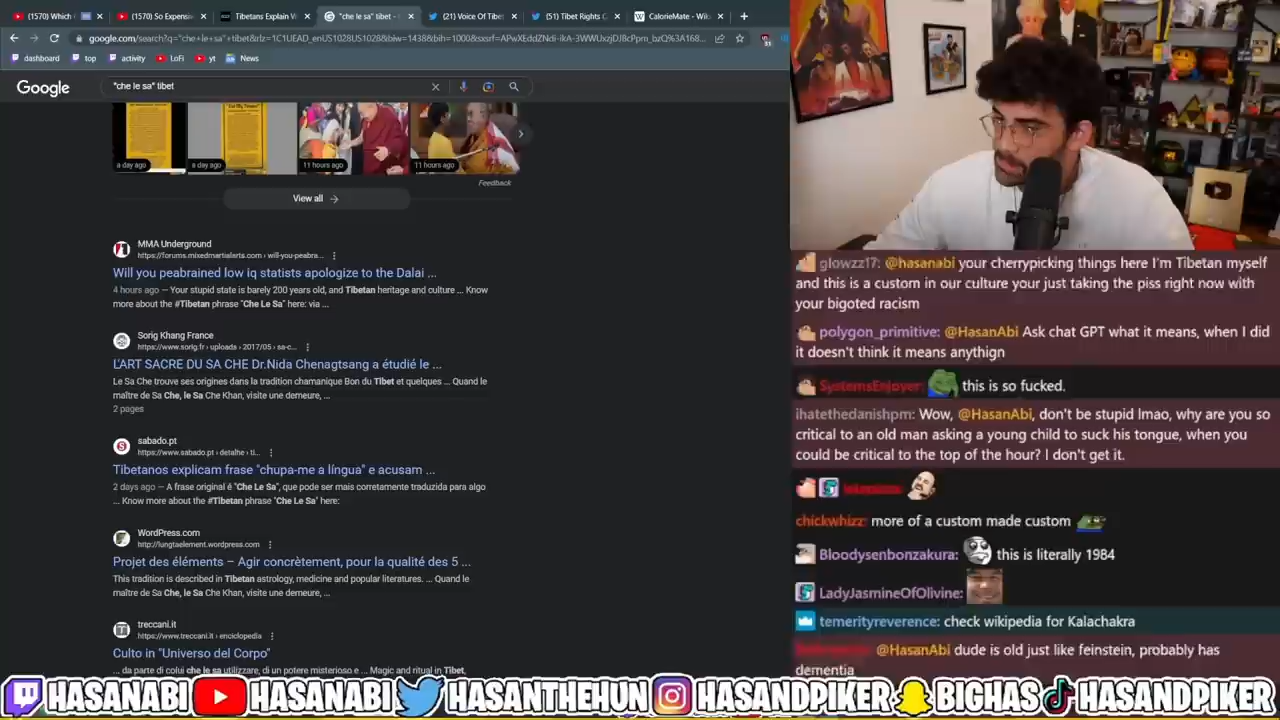 (1570) Which (
(1570) So Expens
Tibetans Explain V
"che le sa" tibet -
(21) Voice Of Tibe
(51) Tibet Rights C
CalorieMate - Wik
google.com/search?q="che+le+sa"+tibet&rlz=1C1UEAD_enUS1028US1028&biw=1438&bih=1000
dashboard
top
activity
LoFi
yt
News
Google
"che le sa" tibet
a day ago
a day ago
11 hours ago
11 hours ago
Feedback
View all
MMA Underground
https://forums.mixedmartialarts.com › will-you-peabra...
Will you peabrained low iq statists apologize to the Dalai ...
4 hours ago — Your stupid state is barely 200 years old, and Tibetan heritage and culture ... Know
more about the #Tibetan phrase "Che Le Sa" here: via ...
Sorig Khang France
https://www.sorig.fr › uploads › 2017/05 › sa-c...
L'ART SACRE DU SA CHE Dr.Nida Chenagtsang a étudié le ...
Le Sa Che trouve ses origines dans la tradition chamanique Bon du Tibet et quelques ... Quand le
maître de Sa Che, le Sa Che Khan, visite une demeure, ...
2 pages
sabado.pt
https://www.sabado.pt › detalhe › ti...
Tibetanos explicam frase "chupa-me a língua" e acusam ...
2 days ago — A frase original é "Che Le Sa", que pode ser mais corretamente traduzida para algo
... Know more about the #Tibetan phrase "Che Le Sa" here:
WordPress.com
http://lungtaelement.wordpress.com
Projet des éléments – Agir concrètement, pour la qualité des 5 ...
This tradition is described in Tibetan astrology, medicine and popular literatures. ... Quand le
maître de Sa Che, le Sa Che Khan, visite une demeure, ...
treccani.it
https://www.treccani.it › enciclopedia
Culto in "Universo del Corpo"
... da parte di colui che le sa utilizzare, di un potere misterioso e ... Magic and ritual in Tibet,
glowzz17: @hasanabi your cherrypicking things here I'm Tibetan myself
and this is a custom in our culture your just taking the piss right now with
your bigoted racism
polygon_primitive: @HasanAbi Ask chat GPT what it means, when I did
it doesn't think it means anythign
SystemsEnjoyer: this is so fucked.
ihatethedanishpm: Wow, @HasanAbi, don't be stupid lmao, why are you so
critical to an old man asking a young child to suck his tongue, when you
could be critical to the top of the hour? I don't get it.
chickwhizz: more of a custom made custom
Bloodysenbonzakura: this is literally 1984
LadyJasmineOfOlivine:
temerityreverence: check wikipedia for Kalachakra
@HasanAbi dude is old just like feinstein, probably has
dementia
HASANABI HASANABI HASANTHEHUN HASANDPIKER BIGHAS HASANDPIKER